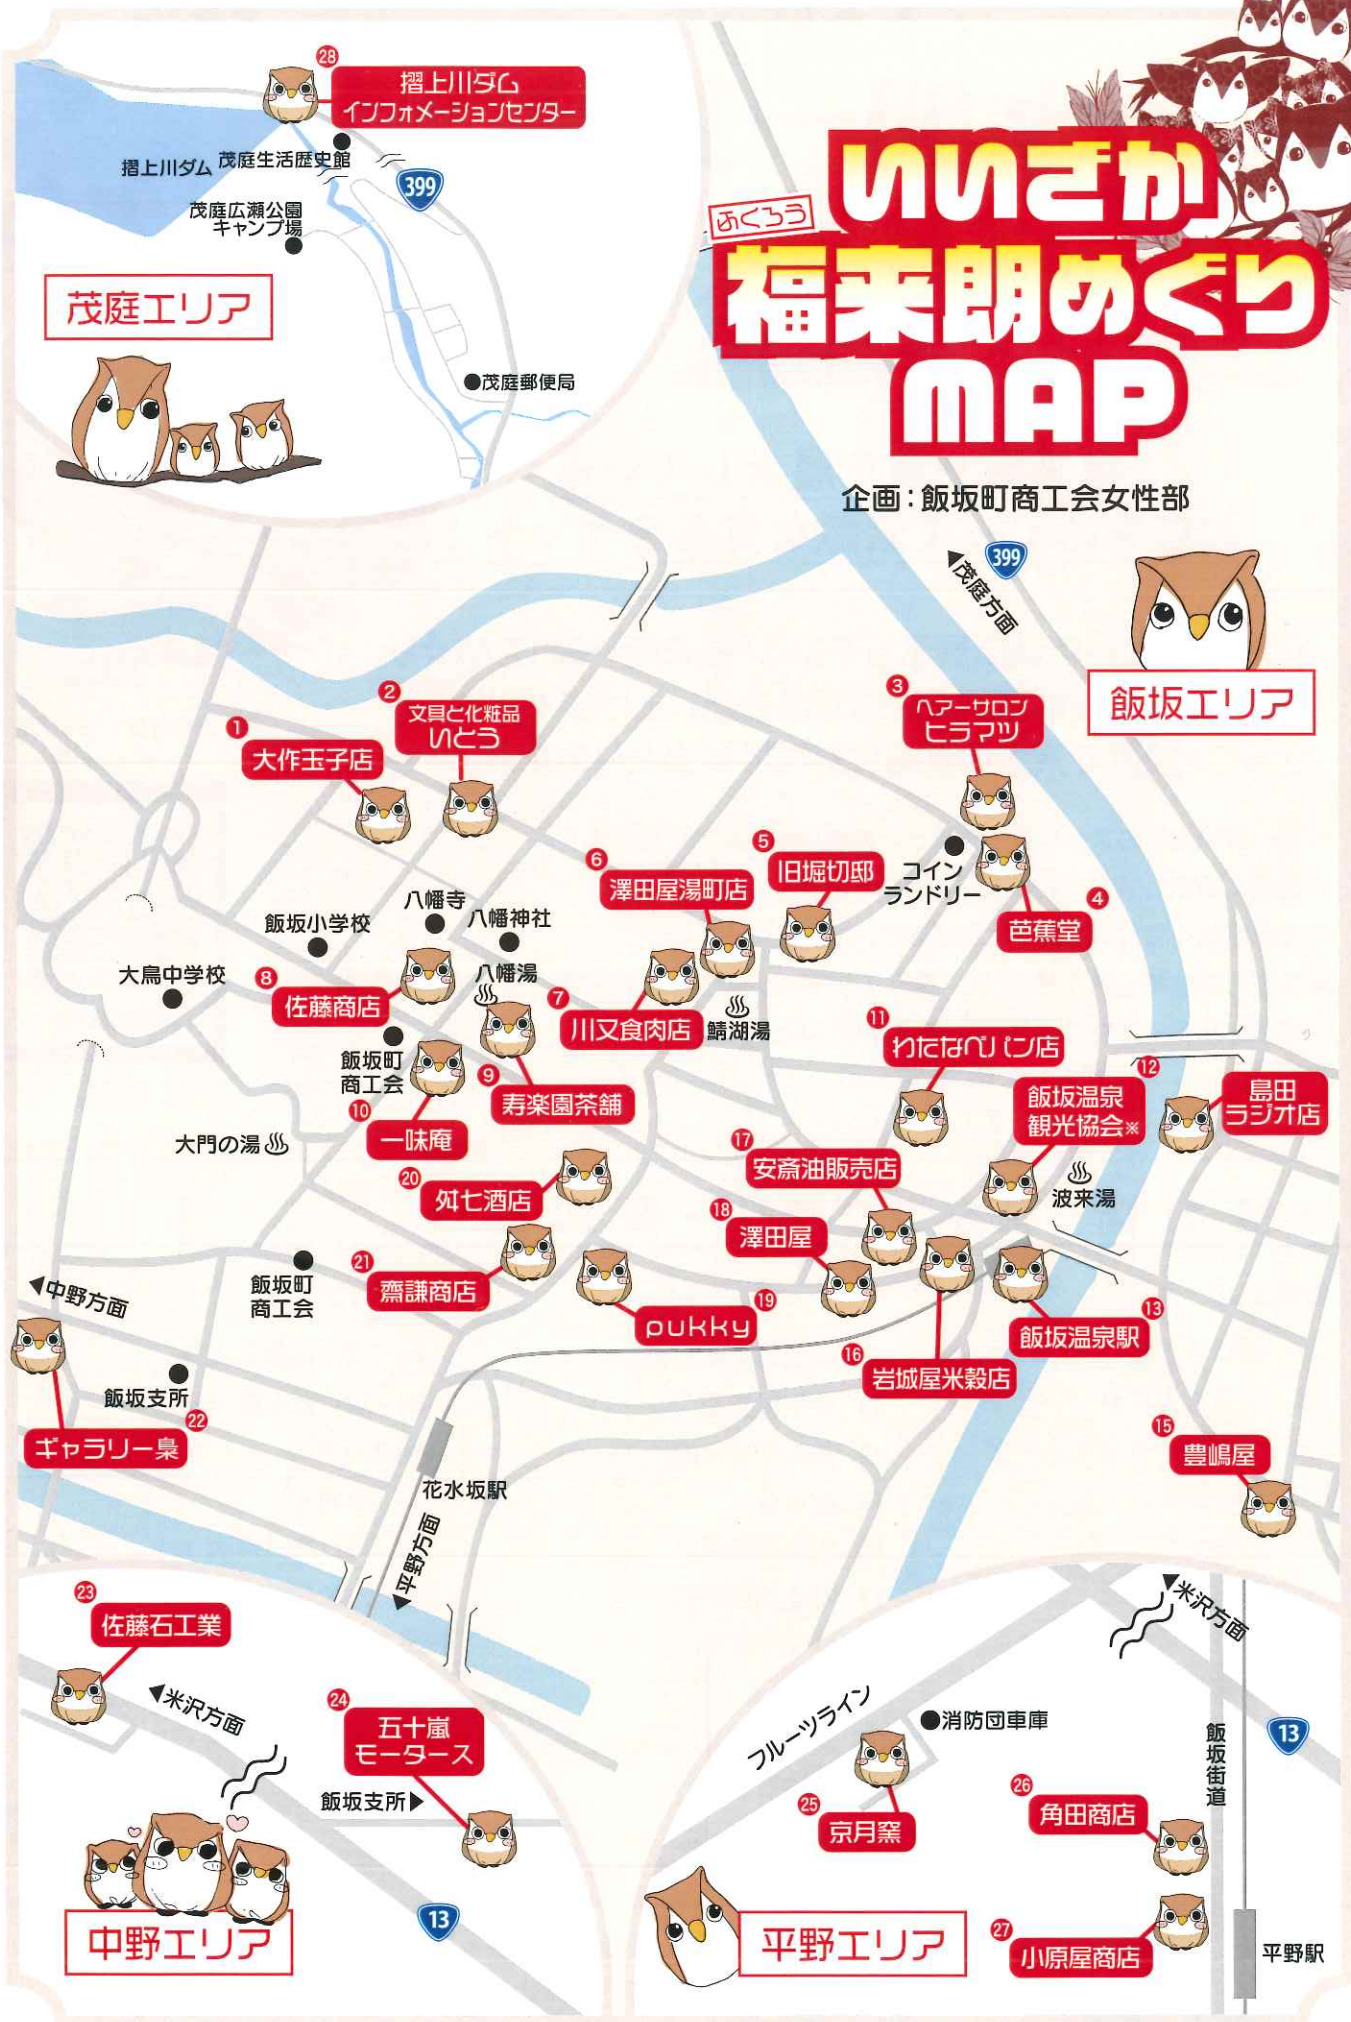 28
摺上川ダム
インフォメーションセンター
摺上川ダム
茂庭生活歴史館
399
茂庭広瀬公園
キャンプ場
茂庭エリア
茂庭郵便局
いいざか
ふくろう
福来朗めぐり
MAP
企画：飯坂町商工会女性部
399
◀茂庭方面
飯坂エリア
1
大作玉子店
2
文具と化粧品
いとう
3
ヘアーサロン
ヒラマツ
コイン
ランドリー
4
芭蕉堂
5
旧堀切邸
6
澤田屋湯町店
7
川又食肉店
鯖湖湯
八幡寺
八幡神社
飯坂小学校
八幡湯
大鳥中学校
8
佐藤商店
飯坂町
商工会
9
寿楽園茶舗
10
一味庵
大門の湯
11
わたなべパン店
12
飯坂温泉
観光協会※
島田
ラジオ店
波来湯
17
安斎油販売店
18
澤田屋
20
舛七酒店
21
齋謙商店
飯坂町
商工会
19
pukky
13
飯坂温泉駅
16
岩城屋米穀店
◀中野方面
飯坂支所
22
ギャラリー梟
15
豊嶋屋
花水坂駅
◀平野方面
23
佐藤石工業
◀米沢方面
24
五十嵐
モータース
飯坂支所▶
13
中野エリア
◀米沢方面
フルーツライン
消防団車庫
飯坂街道
13
25
京月窯
26
角田商店
27
小原屋商店
平野エリア
平野駅